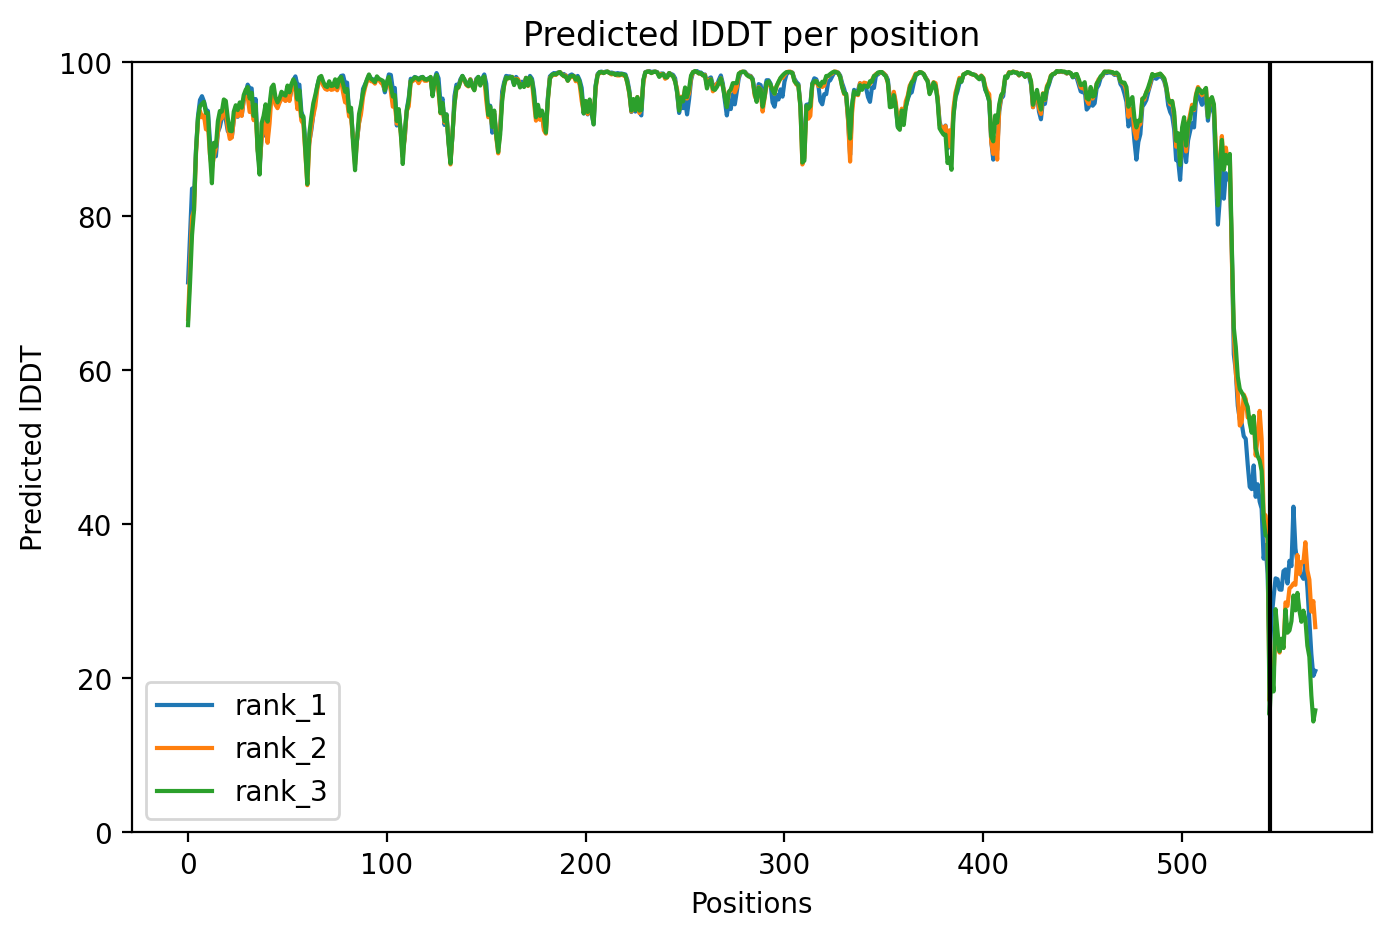 Predicted lDDT per position
100
80
60
40
20
0
Predicted lDDT
rank_1
rank_2
rank_3
0 100 200 300 400 500
Positions